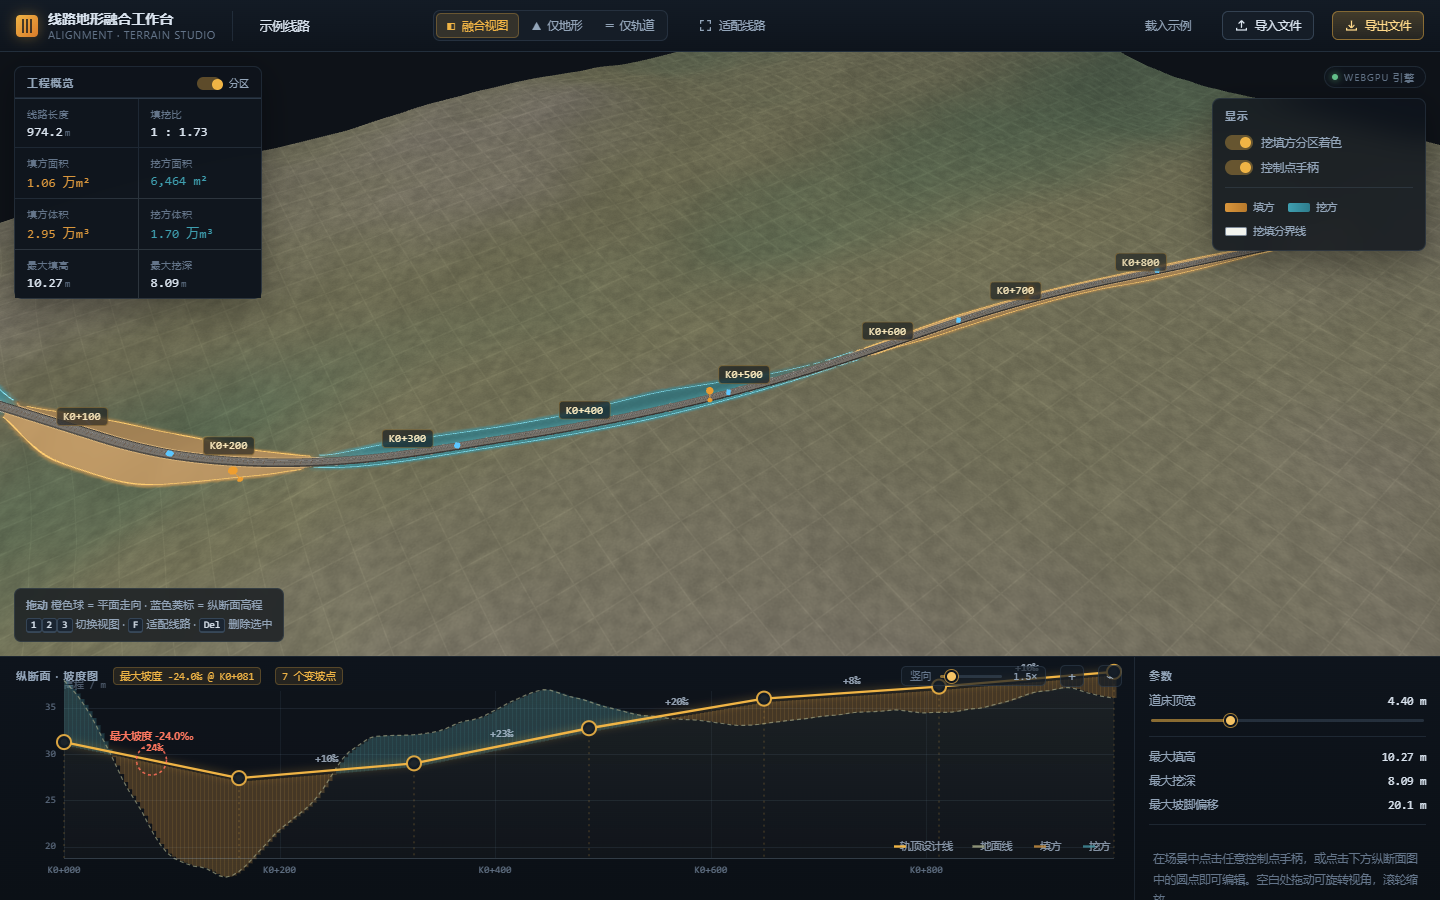 线路地形融合工作台
ALIGNMENT · TERRAIN STUDIO
示例线路
融合视图
仅地形
仅轨道
适配线路
载入示例
导入文件
导出文件
工程概览
分区
线路长度
974.2 m
填挖比
1 : 1.73
填方面积
1.06 万m²
挖方面积
6,464 m²
填方体积
2.95 万m³
挖方体积
1.70 万m³
最大填高
10.27 m
最大挖深
8.09 m
WEBGPU 引擎
显示
挖填方分区着色
控制点手柄
填方
挖方
挖填分界线
K0+800
K0+700
K0+600
K0+500
K0+400
K0+300
K0+200
K0+100
拖动 橙色球 = 平面走向 · 蓝色菱标 = 纵断面高程
1 2 3 切换视图 · F 适配线路 · Del 删除选中
纵断面 · 坡度图
最大坡度 -24.0‰ @ K0+081
7 个变坡点
竖向
1.5×
+
程 / m
35
30
25
20
最大坡度 -24.0‰
-24‰
+10‰
+23‰
+20‰
+8‰
+10‰
轨顶设计线
地面线
填方
挖方
K0+000
K0+200
K0+400
K0+600
K0+800
参数
道床顶宽
4.40 m
最大填高
10.27 m
最大挖深
8.09 m
最大坡脚偏移
20.1 m
在场景中点击任意控制点手柄，或点击下方纵断面图
中的圆点即可编辑。空白处拖动可旋转视角，滚轮缩
放